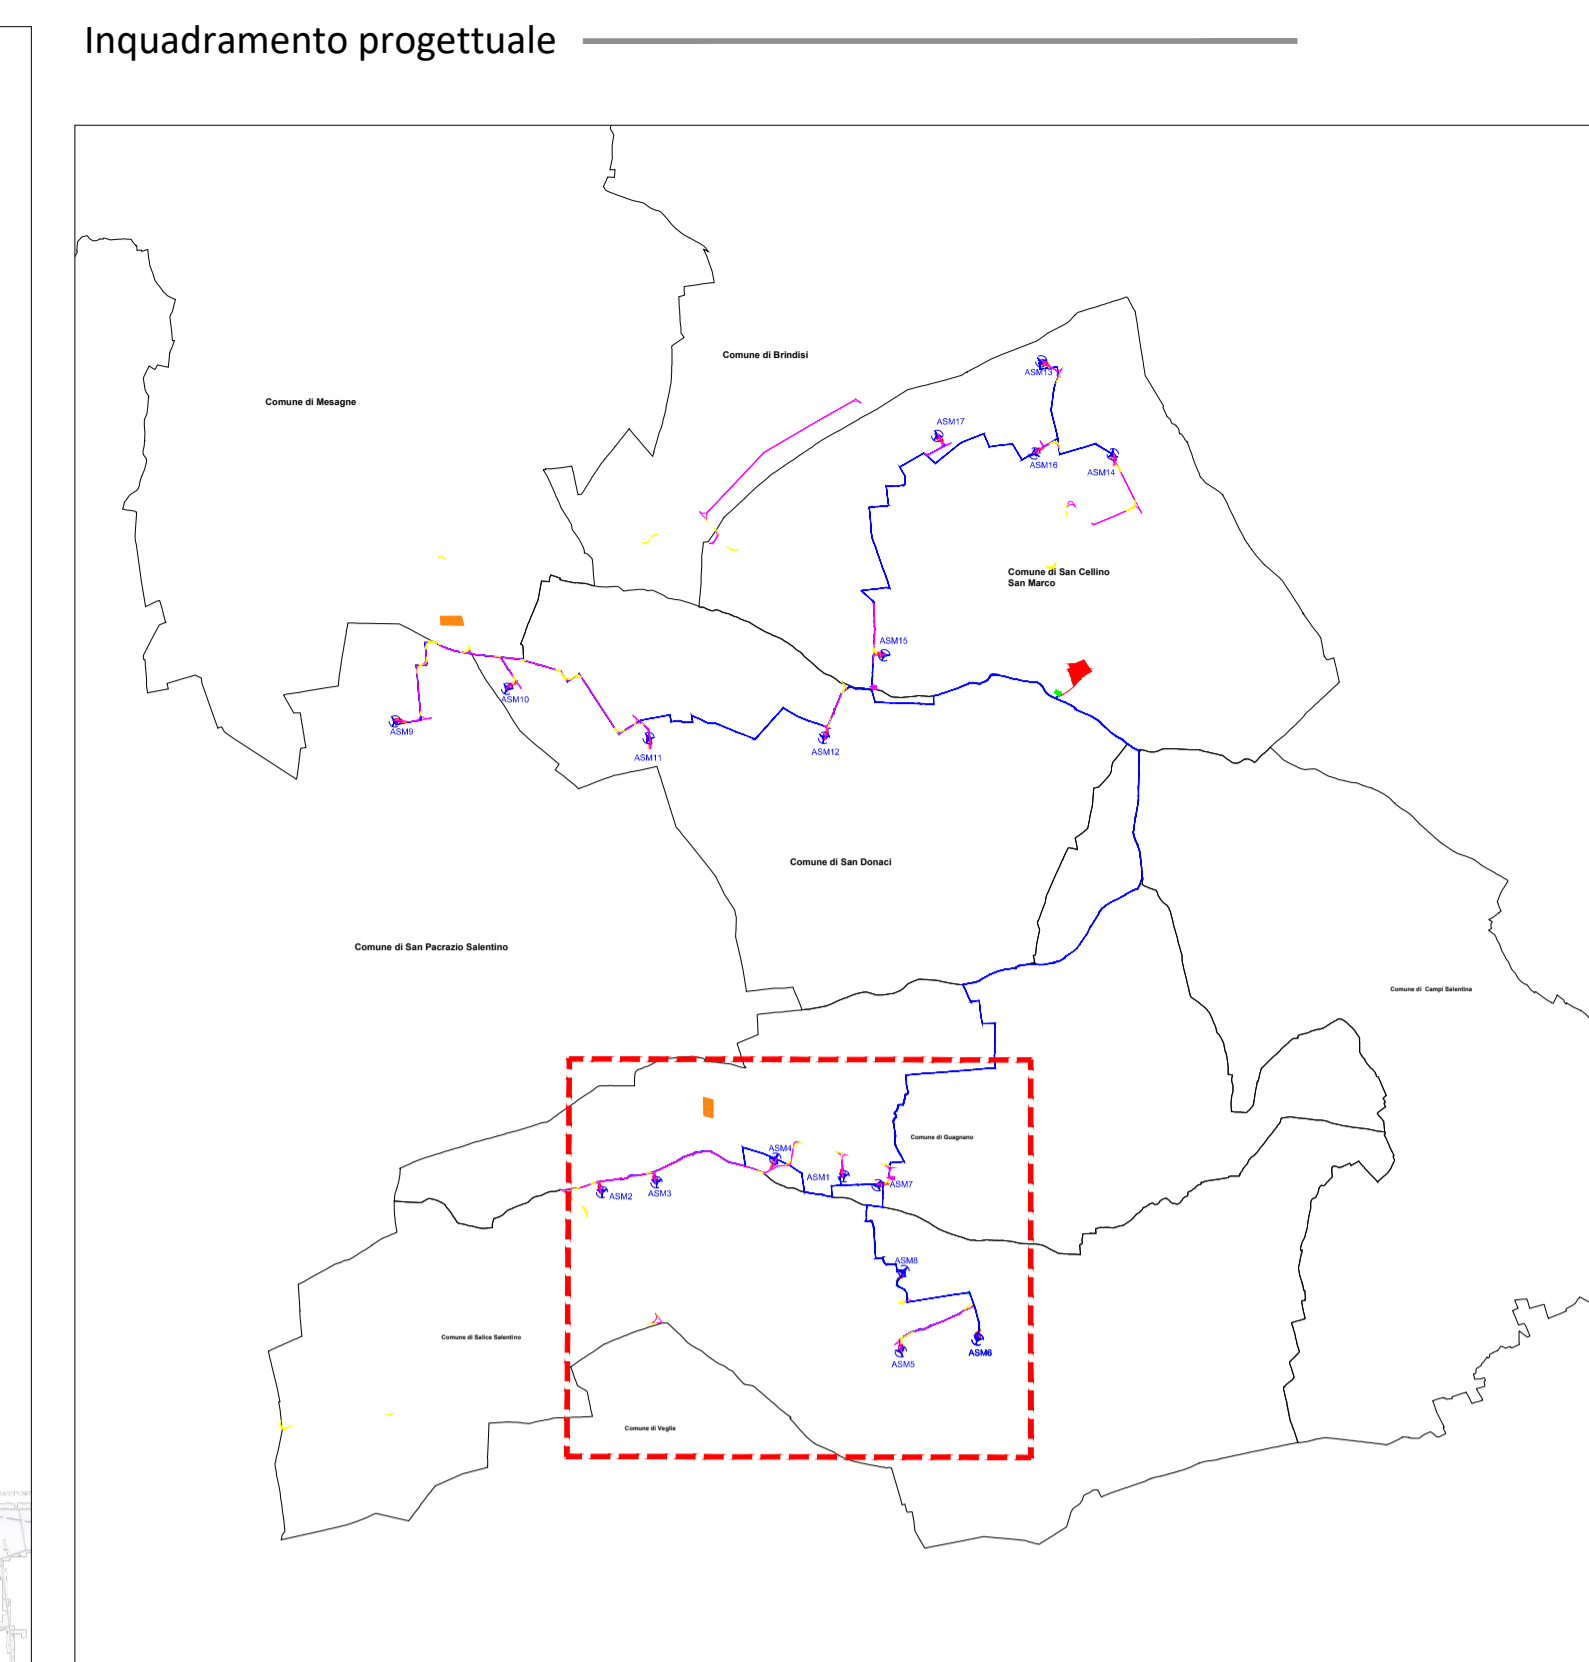 Inquadramento progettuale
Comune di Brindisi
Comune di Mesagne
ASM13
ASM17
ASM16
ASM14
Comune di San Cellino
San Marco
ASM15
ASM10
ASM9
ASM11
ASM12
Comune di San Donaci
Comune di San Pacrazio Salentino
Comune di Campi Salentina
Comune di Guagnano
ASM4
ASM1
ASM7
ASM2
ASM3
ASM8
Comune di Salice Salentino
ASM5
ASM6
Comune di Veglie